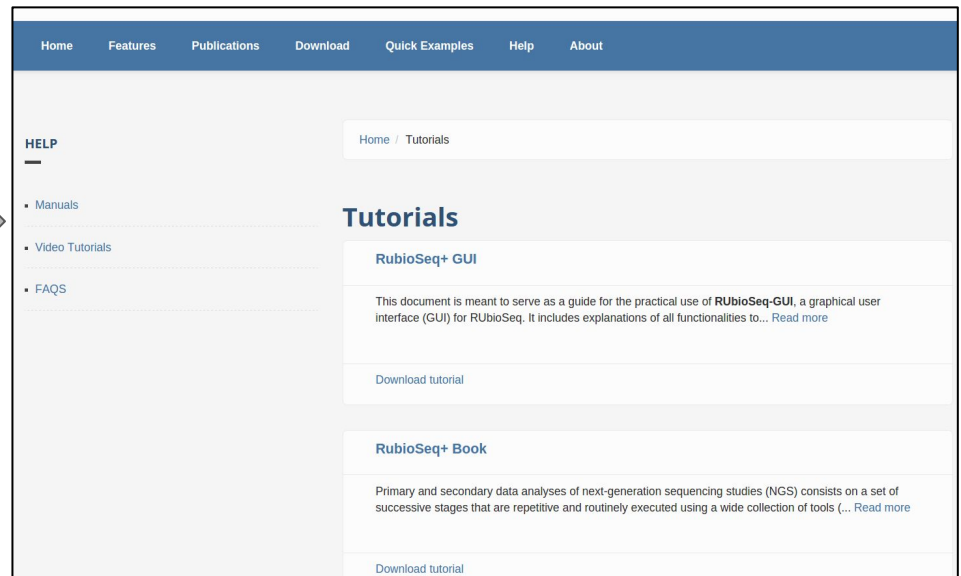 Home Features Publications Download Quick Examples Help About
HELP
Manuals
Video Tutorials
FAQS
Home / Tutorials
Tutorials
RubioSeq+ GUI
This document is meant to serve as a guide for the practical use of RUbioSeq-GUI, a graphical user
interface (GUI) for RUbioSeq. It includes explanations of all functionalities to... Read more
Download tutorial
RubioSeq+ Book
Primary and secondary data analyses of next-generation sequencing studies (NGS) consists on a set of
successive stages that are repetitive and routinely executed using a wide collection of tools (... Read more
Download tutorial